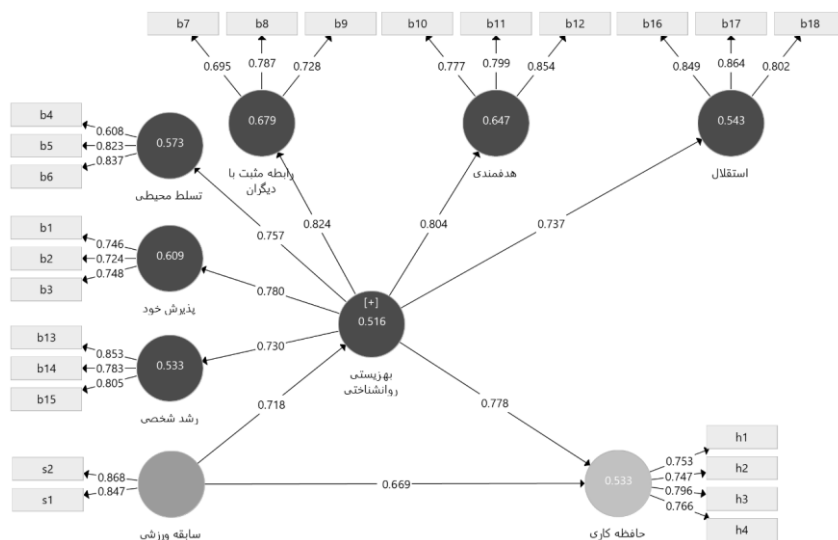 b7 b8 b9 b10 b11 b12 b16 b17 b18
0.695 0.787 0.728 0.777 0.799 0.854 0.849 0.864 0.802
b4
b5
b6
0.608
0.823
0.837
0.573
تسلط محیطی
0.679
رابطه مثبت با
دیگران
0.647
هدفمندی
0.543
استقلال
0.757
0.824
0.804
0.737
b1
b2
b3
0.746
0.724
0.748
0.609
پذیرش خود
0.780
[+]
0.516
بهزیستی
روانشناختی
b13
b14
b15
0.853
0.783
0.805
0.533
رشد شخصی
0.730
0.718
0.778
s2
s1
0.868
0.847
سابقه ورزشی
0.669
0.533
حافظه کاری
h1
h2
h3
h4
0.753
0.747
0.796
0.766